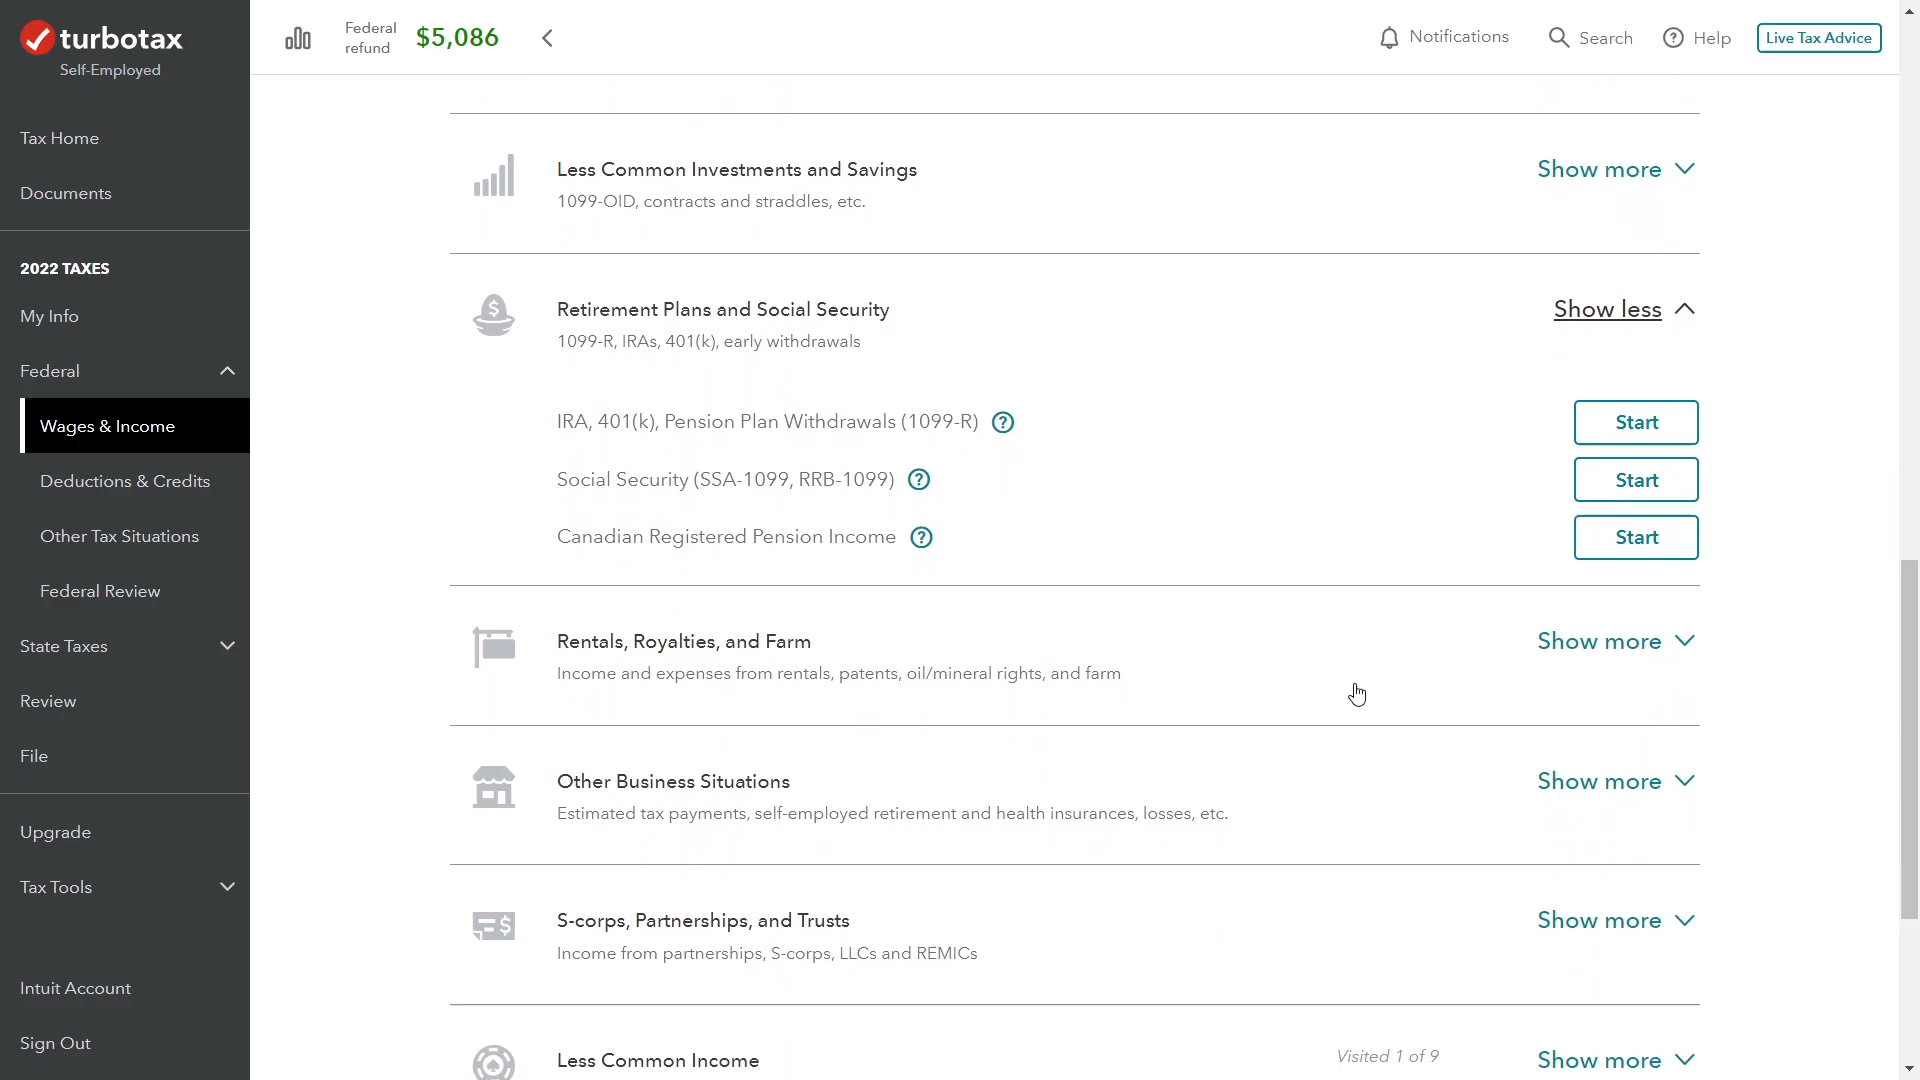 turbotax
Self-Employed
Tax Home
Documents
2022 TAXES
My Info
Federal
Wages & Income
Deductions & Credits
Other Tax Situations
Federal Review
State Taxes
Review
File
Upgrade
Tax Tools
Intuit Account
Sign Out
Federal
refund
$5,086
Notifications
Search
Help
Live Tax Advice
Less Common Investments and Savings
Show more
1099-OID, contracts and straddles, etc.
Retirement Plans and Social Security
Show less
1099-R, IRAs, 401(k), early withdrawals
IRA, 401(k), Pension Plan Withdrawals (1099-R) ?
Start
Social Security (SSA-1099, RRB-1099) ?
Start
Canadian Registered Pension Income ?
Start
Rentals, Royalties, and Farm
Show more
Income and expenses from rentals, patents, oil/mineral rights, and farm
Other Business Situations
Show more
Estimated tax payments, self-employed retirement and health insurances, losses, etc.
S-corps, Partnerships, and Trusts
Show more
Income from partnerships, S-corps, LLCs and REMICs
Less Common Income
Visited 1 of 9
Show more